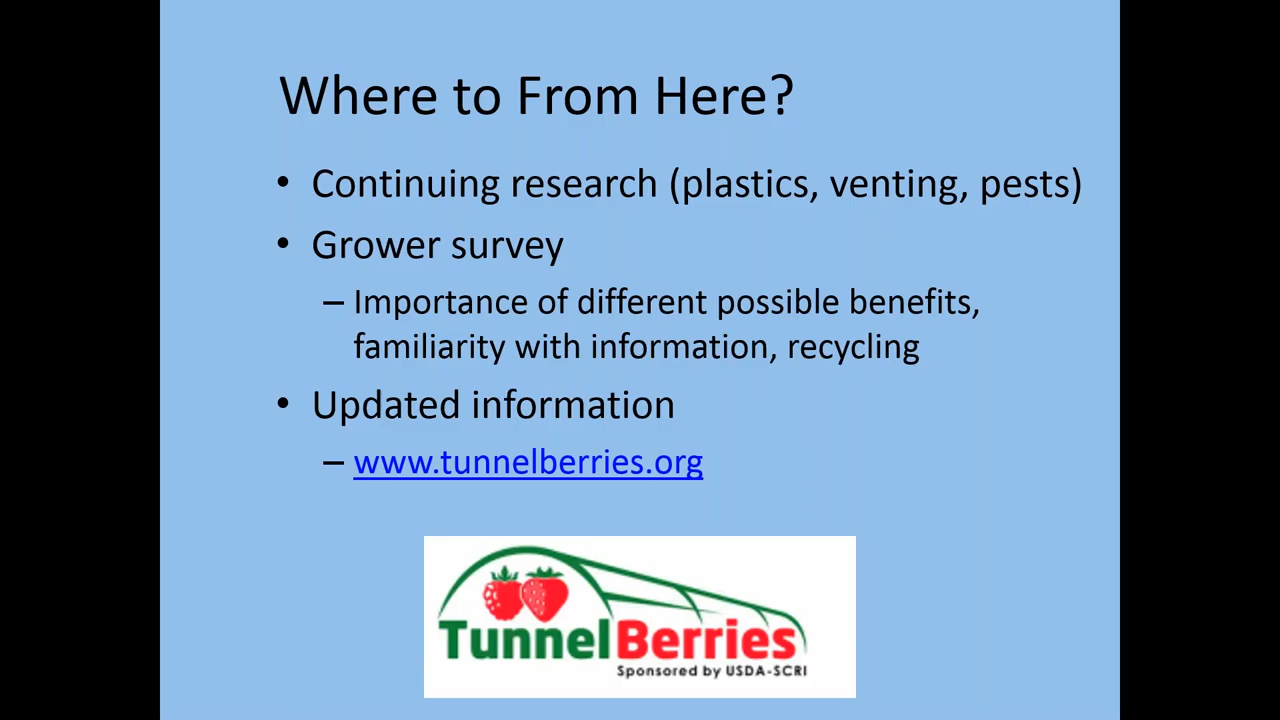 Where to From Here?
• Continuing research (plastics, venting, pests)
• Grower survey
– Importance of different possible benefits,
familiarity with information, recycling
• Updated information
– www.tunnelberries.org
TunnelBerries
Sponsored by USDA-SCRI